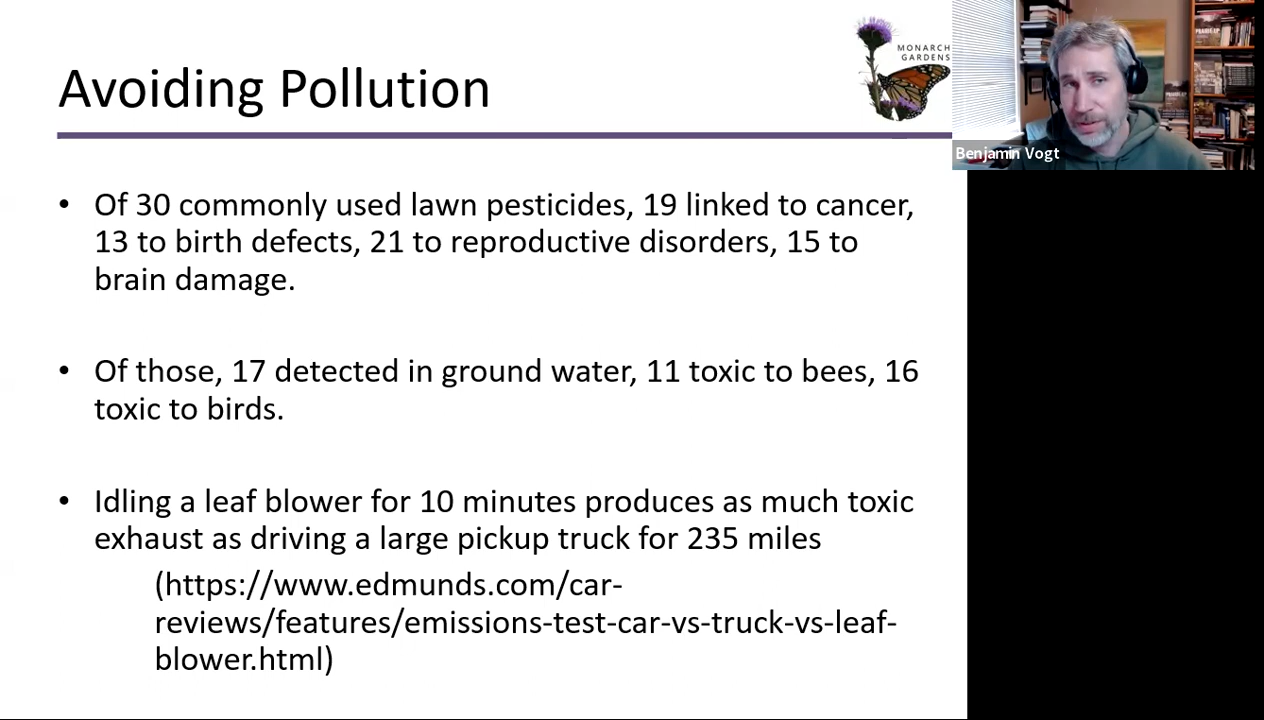 MONARCH
GARDENS
Avoiding Pollution
Benjamin Vogt
• Of 30 commonly used lawn pesticides, 19 linked to cancer,
13 to birth defects, 21 to reproductive disorders, 15 to
brain damage.
• Of those, 17 detected in ground water, 11 toxic to bees, 16
toxic to birds.
• Idling a leaf blower for 10 minutes produces as much toxic
exhaust as driving a large pickup truck for 235 miles
(https://www.edmunds.com/car-
reviews/features/emissions-test-car-vs-truck-vs-leaf-
blower.html)